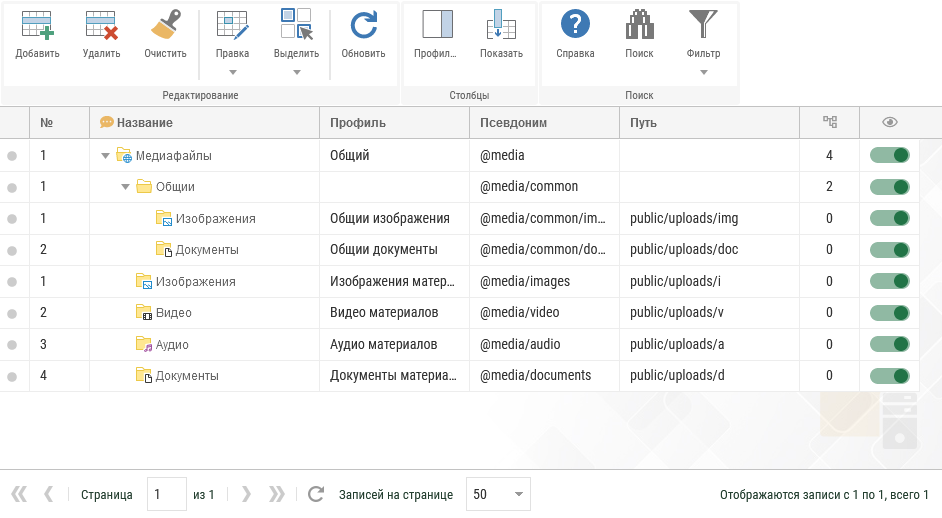 Добавить Удалить Очистить Правка Выделить Обновить Профил... Показать Справка Поиск Фильтр
Редактирование Столбцы Поиск
№ Название Профиль Псевдоним Путь
1 Медиафайлы Общий @media 4
1 Общии @media/common 2
1 Изображения Общии изображения @media/common/im... public/uploads/img 0
2 Документы Общии документы @media/common/do... public/uploads/doc 0
1 Изображения Изображения матер... @media/images public/uploads/i 0
2 Видео Видео материалов @media/video public/uploads/v 0
3 Аудио Аудио материалов @media/audio public/uploads/a 0
4 Документы Документы материа... @media/documents public/uploads/d 0
Страница 1 из 1 Записей на странице 50 Отображаются записи с 1 по 1, всего 1